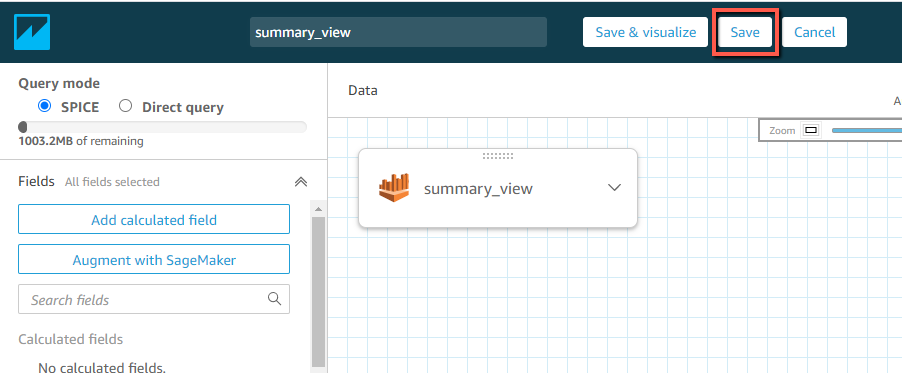 summary_view
Save & visualize
Save
Cancel
Query mode
SPICE
Direct query
1003.2MB of remaining
Data
A
Zoom
Fields
All fields selected
summary_view
Add calculated field
Augment with SageMaker
Search fields
Calculated fields
No calculated fields.